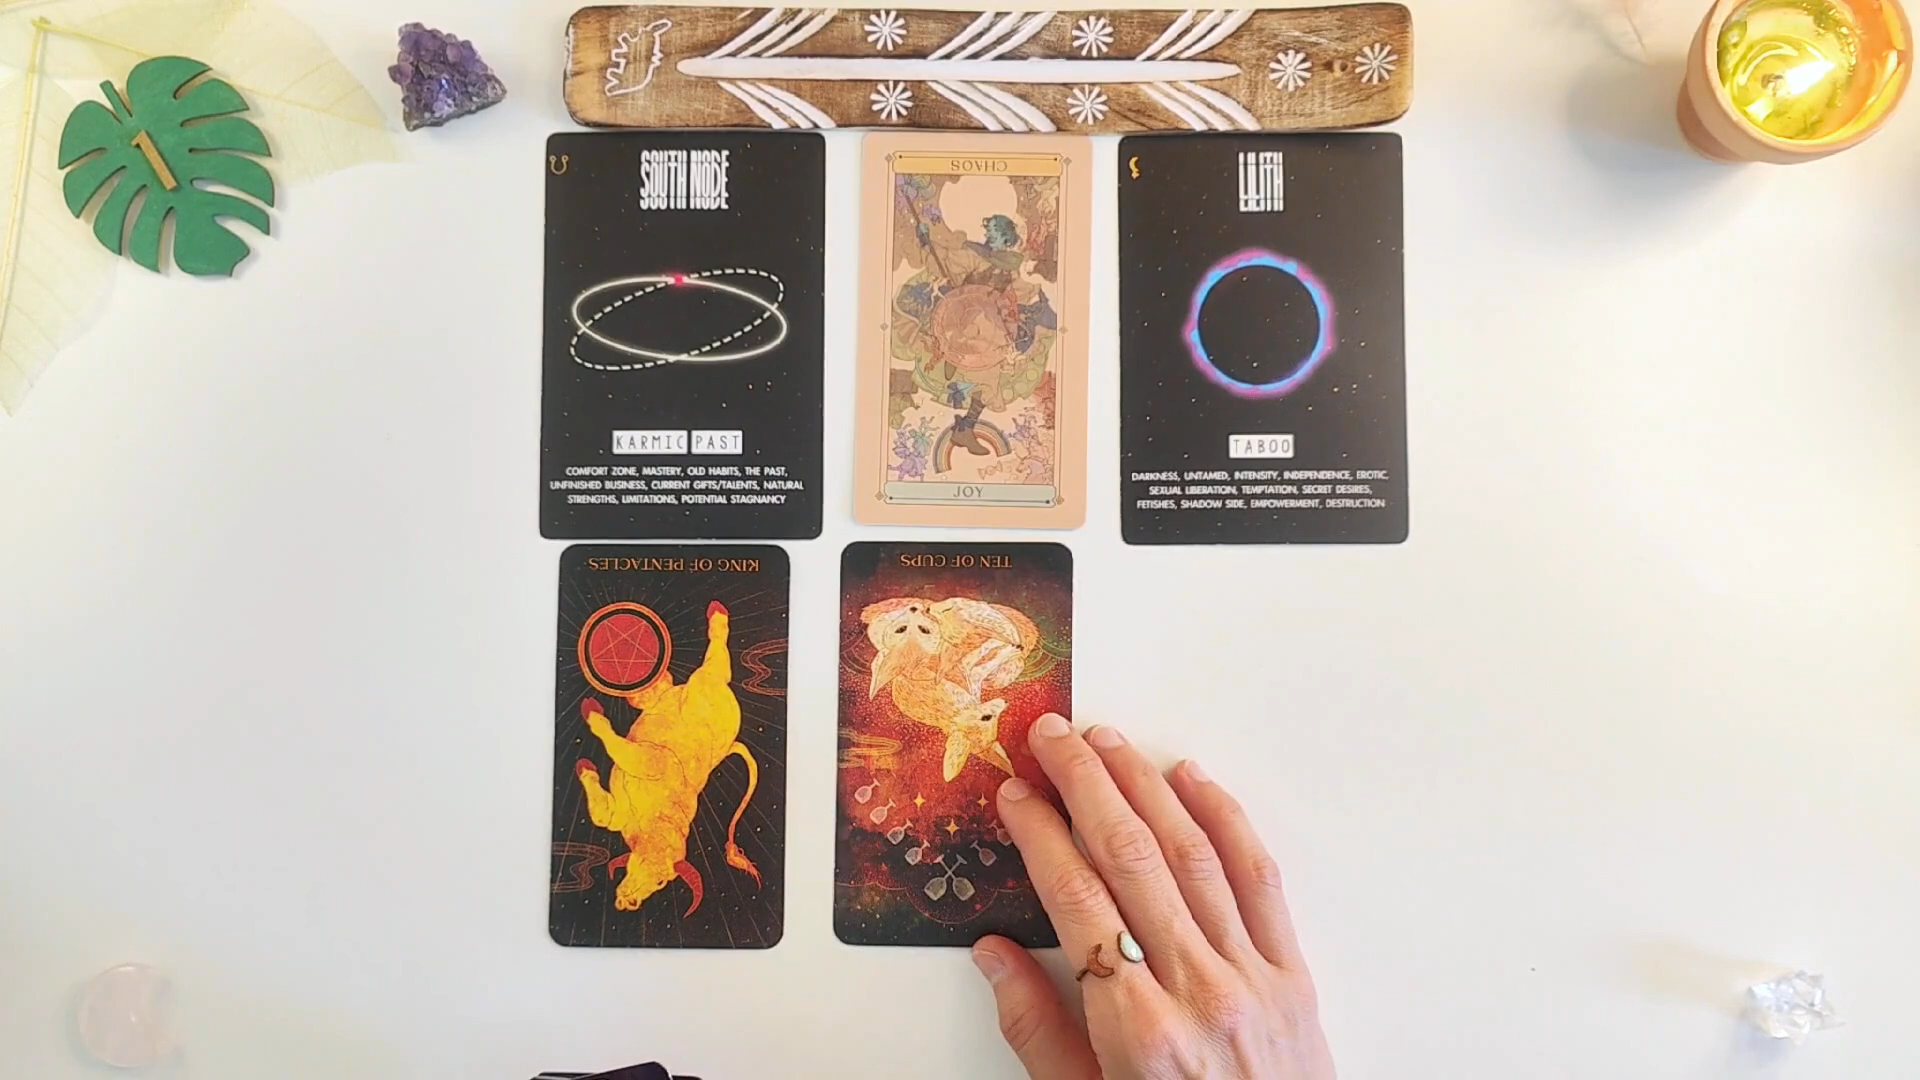 1
SOUTH NODE
KARMIC PAST
COMFORT ZONE, MASTERY, OLD HABITS, THE PAST,
UNFINISHED BUSINESS, CURRENT GIFTS/TALENTS, NATURAL
STRENGTHS, LIMITATIONS, POTENTIAL STAGNANCY
CHAOS
JOY
LILITH
TABOO
DARKNESS, UNTAMED, INTENSITY, INDEPENDENCE, EROTIC,
SEXUAL LIBERATION, TEMPTATION, SECRET DESIRES,
FETISHES, SHADOW SIDE, EMPOWERMENT, DESTRUCTION
KING OF PENTACLES
TEN OF CUPS